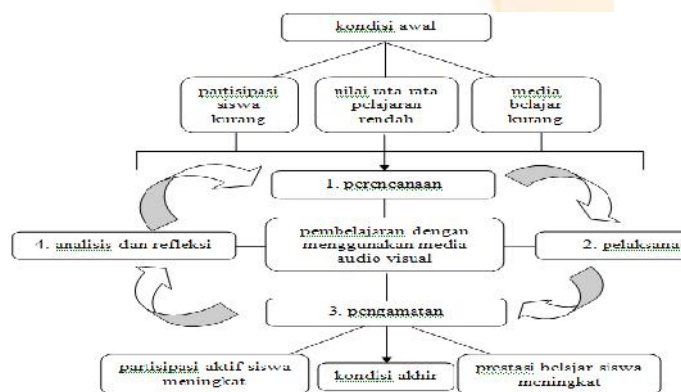 kondisi awal
partisipasi
siswa
kurang
nilai rata rata
pelajaran
rendah
media
belajar
kurang
1. perencanaan
4. analisis dan refleksi
pembelajaran dengan
menggunakan media
audio visual
2. pelaksana
3. pengamatan
partisipasi aktif siswa
meningkat
kondisi akhir
prestasi belajar siswa
meningkat